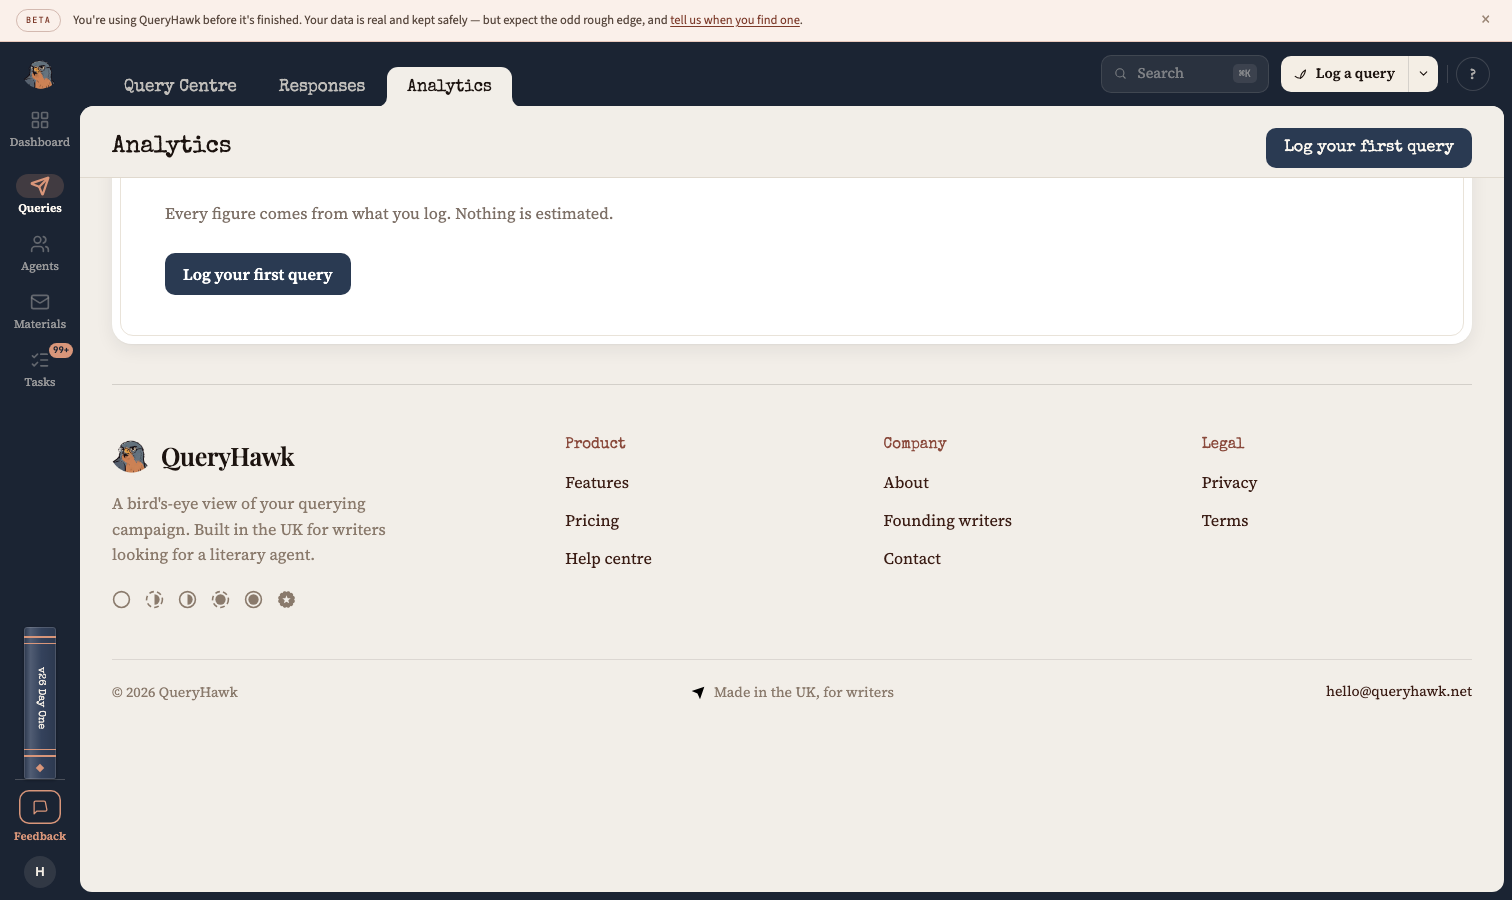 BETA
You're using QueryHawk before it's finished. Your data is real and kept safely — but expect the odd rough edge, and tell us when you find one.
×
Query Centre
Responses
Analytics
Search
⌘K
Log a query
?
Dashboard
Queries
Agents
Materials
99+
Tasks
v26 Day One
Feedback
H
Analytics
Log your first query
Every figure comes from what you log. Nothing is estimated.
Log your first query
QueryHawk
A bird's-eye view of your querying
campaign. Built in the UK for writers
looking for a literary agent.
Product
Features
Pricing
Help centre
Company
About
Founding writers
Contact
Legal
Privacy
Terms
© 2026 QueryHawk
Made in the UK, for writers
hello@queryhawk.net